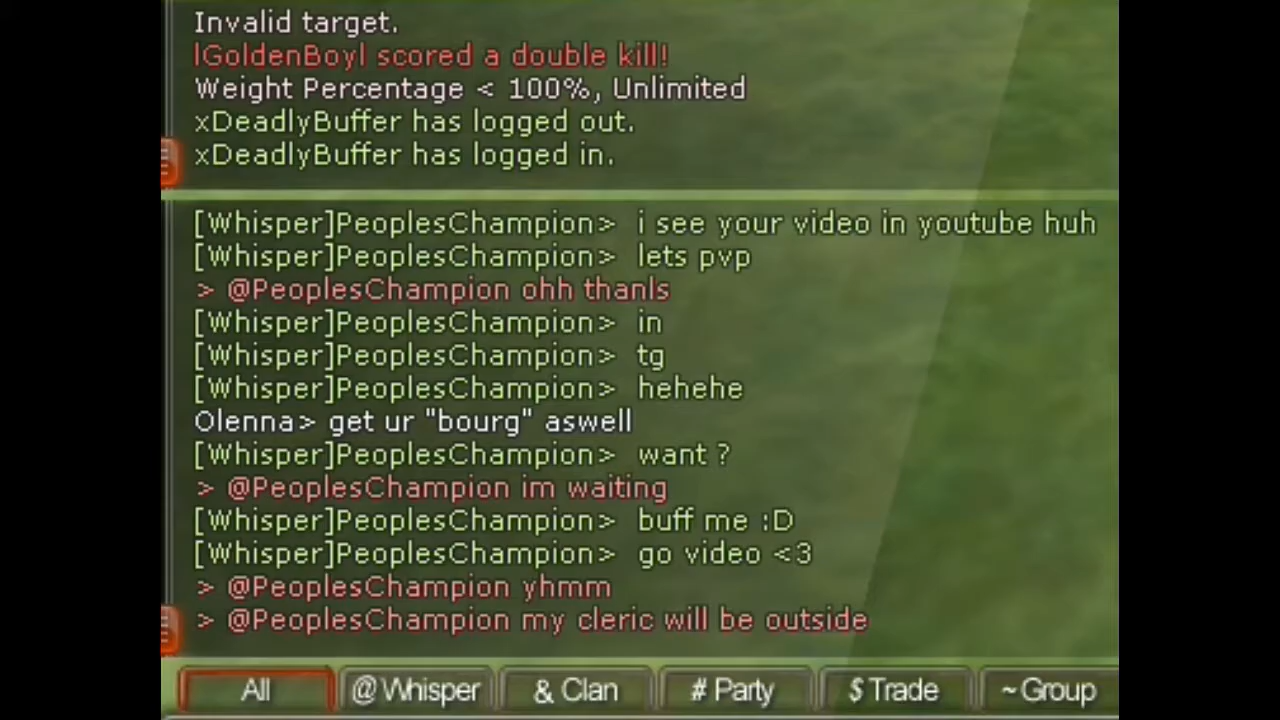 Invalid target.
lGoldenBoyl scored a double kill!
Weight Percentage < 100%, Unlimited
xDeadlyBuffer has logged out.
xDeadlyBuffer has logged in.
[Whisper]PeoplesChampion> i see your video in youtube huh
[Whisper]PeoplesChampion> lets pvp
> @PeoplesChampion ohh thanls
[Whisper]PeoplesChampion> in
[Whisper]PeoplesChampion> tg
[Whisper]PeoplesChampion> hehehe
Olenna> get ur "bourg" aswell
[Whisper]PeoplesChampion> want ?
> @PeoplesChampion im waiting
[Whisper]PeoplesChampion> buff me :D
[Whisper]PeoplesChampion> go video <3
> @PeoplesChampion yhmm
> @PeoplesChampion my cleric will be outside
All @ Whisper & Clan # Party $ Trade ~ Group